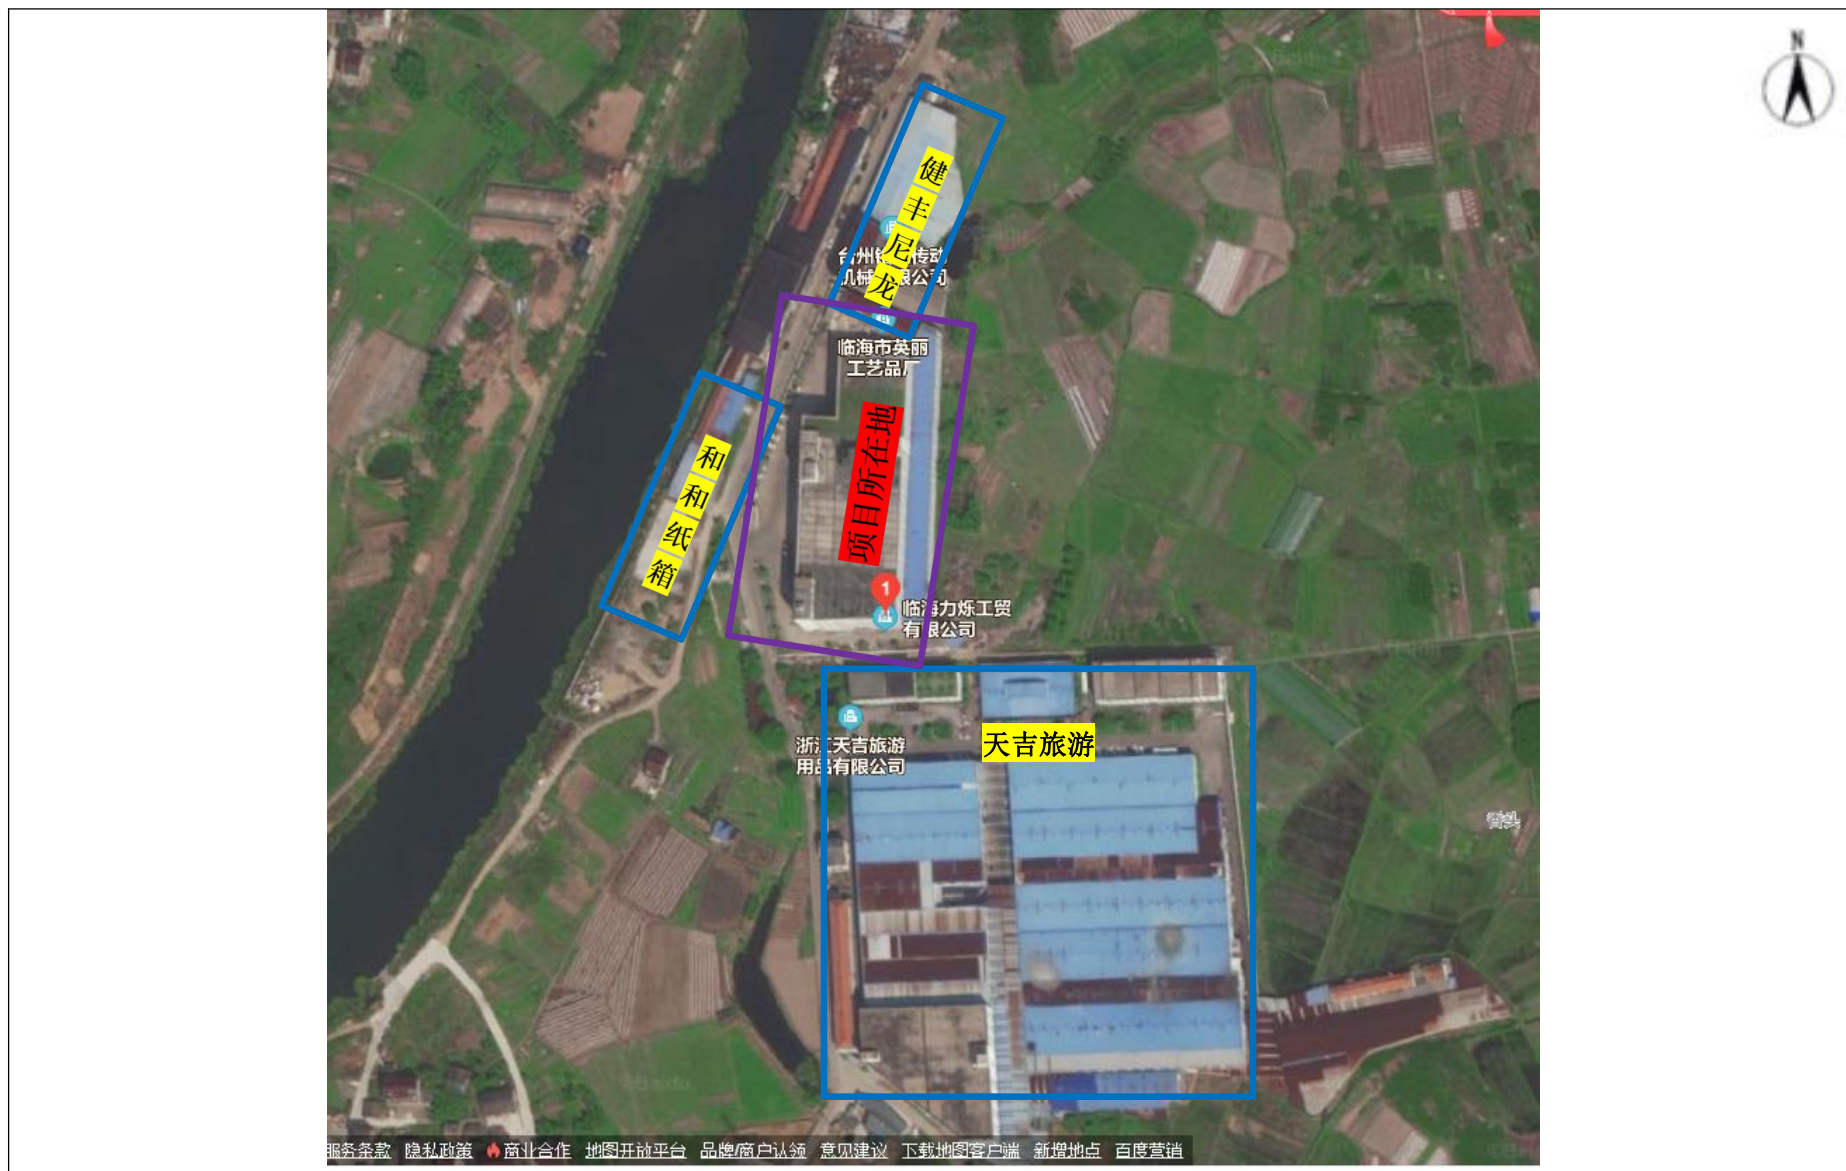 N
健丰尼龙
台州
传动
机械
限公司
临海市英丽
工艺品厂
项目所在地
和和纸箱
1
临海力烁工贸
有限公司
天吉旅游
浙江天吉旅游
用品有限公司
服务条款 隐私政策 商业合作 地图开放平台 品牌/商户认领 意见建议 下载地图客户端 新增地点 百度营销